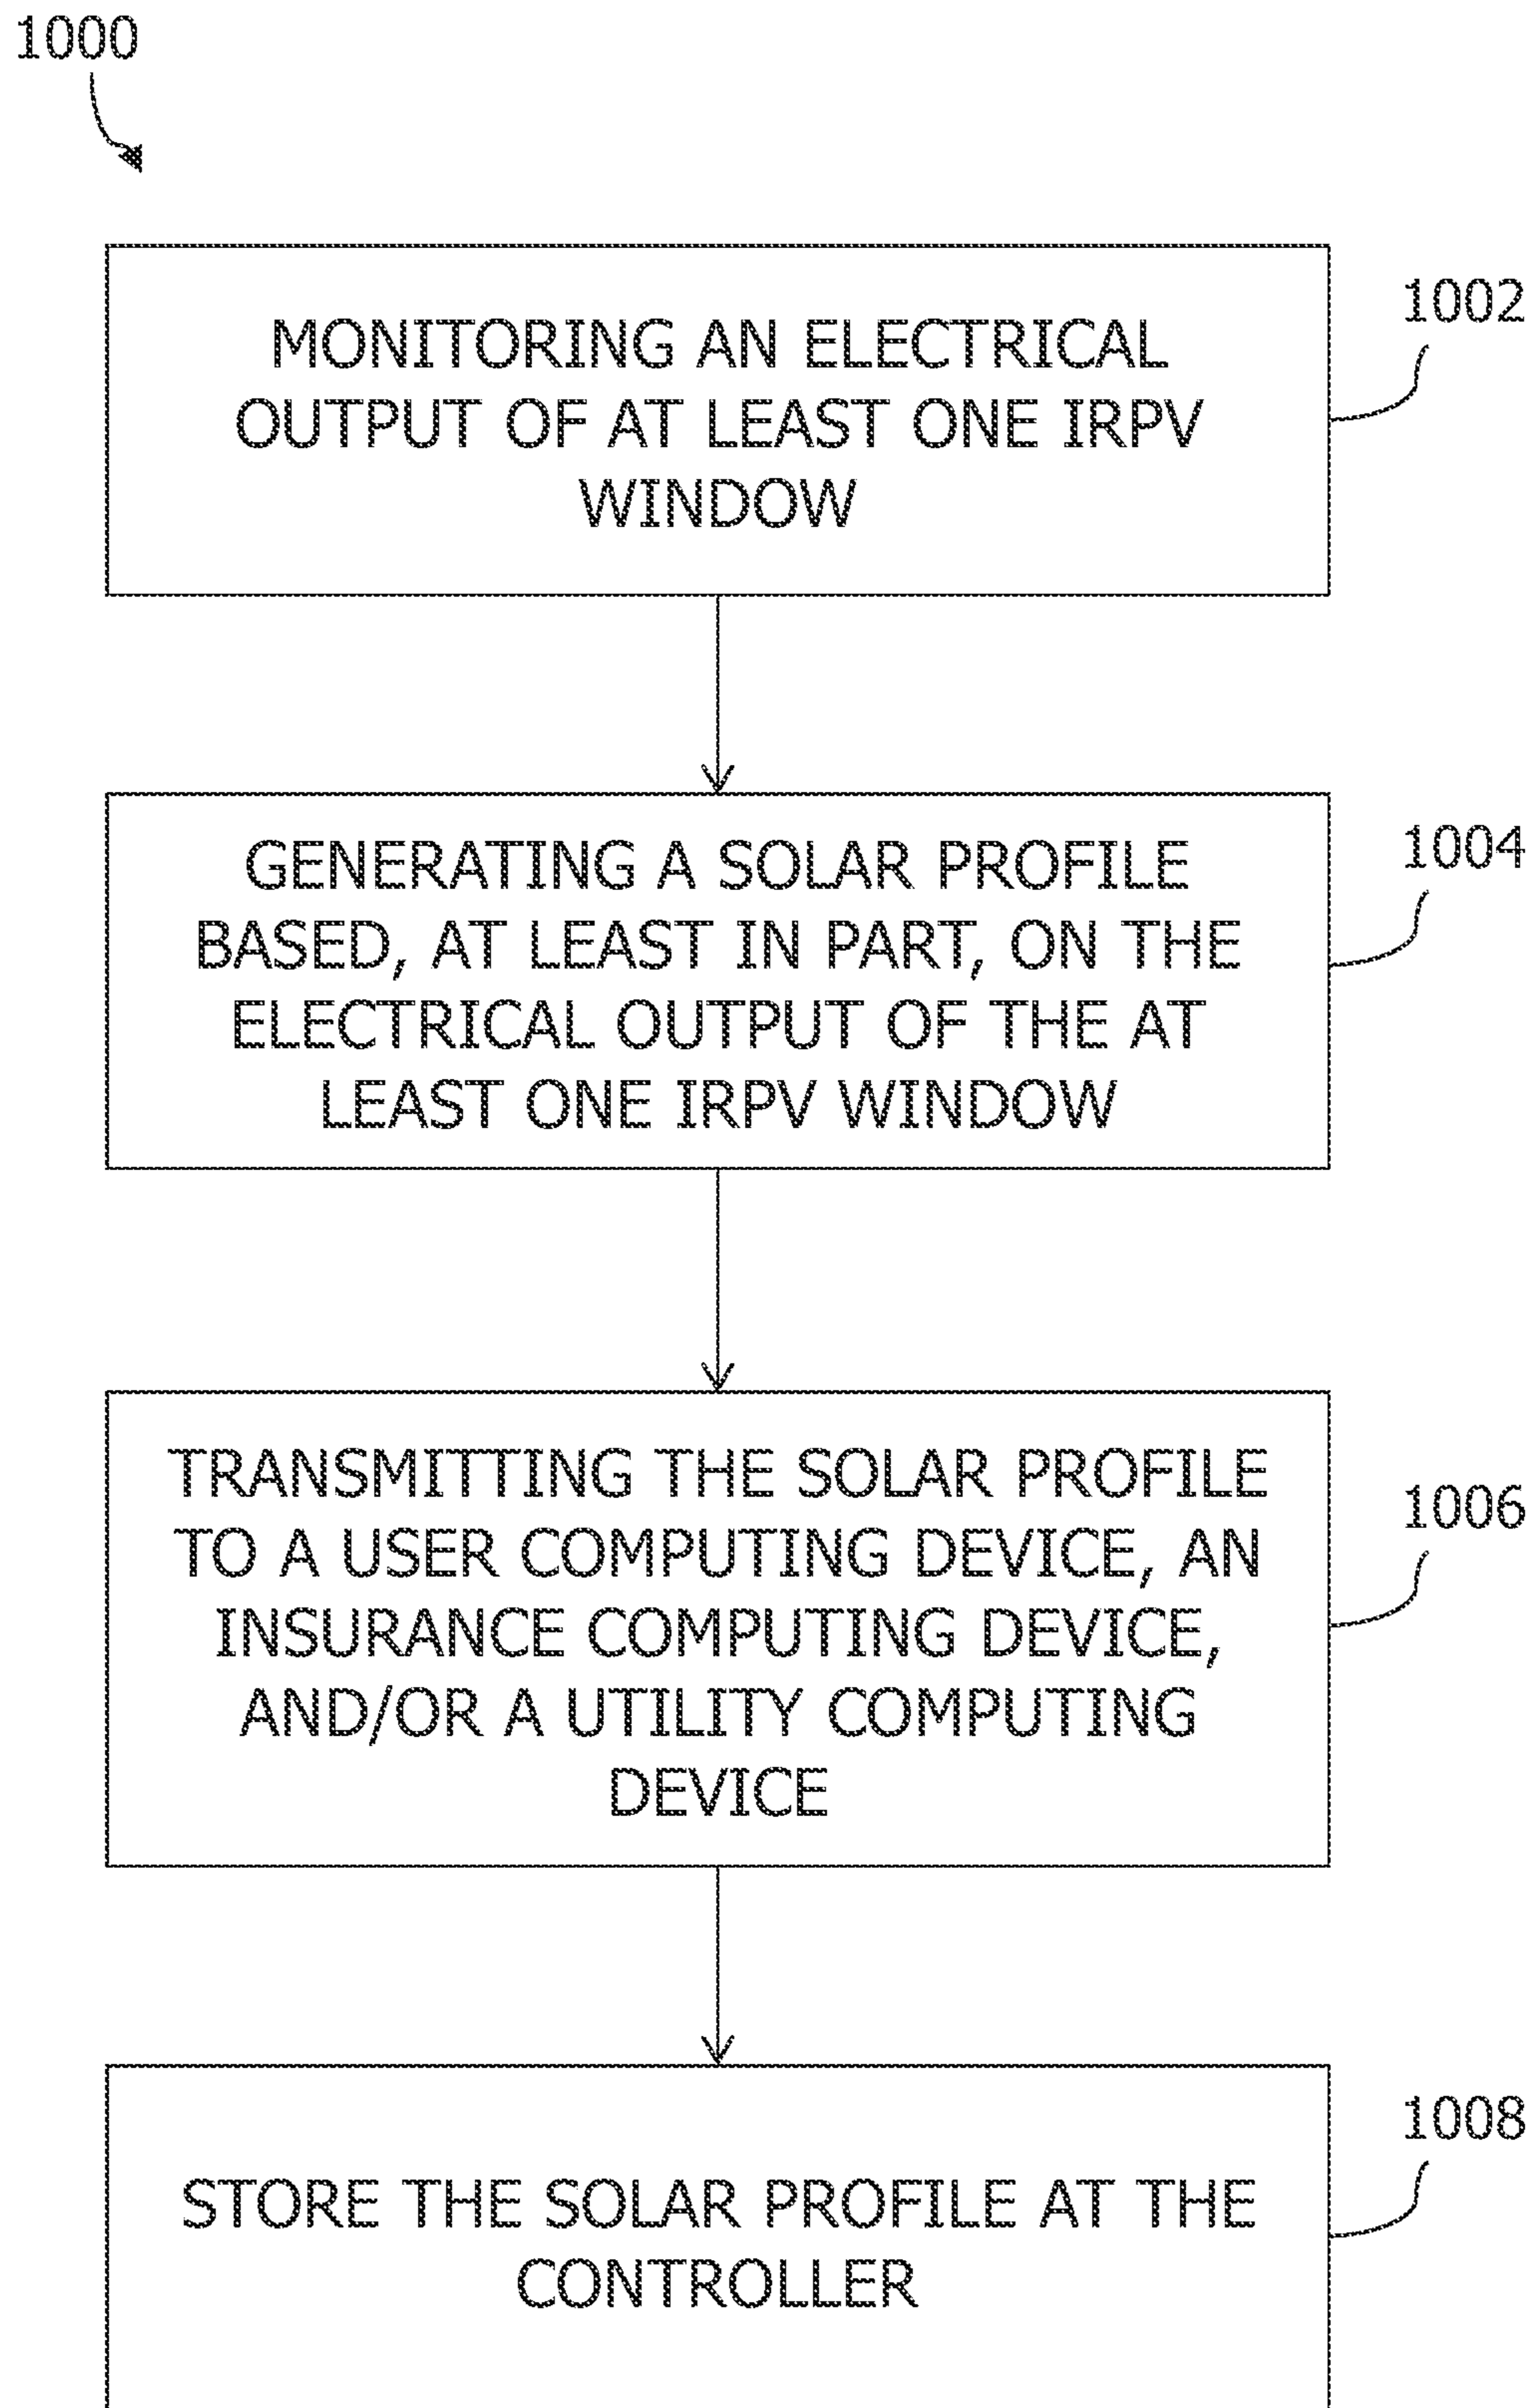 1000
1002
MONITORING AN ELECTRICAL
OUTPUT OF AT LEAST ONE IRPV
WINDOW
1004
GENERATING A SOLAR PROFILE
BASED, AT LEAST IN PART, ON THE
ELECTRICAL OUTPUT OF THE AT
LEAST ONE IRPV WINDOW
1006
TRANSMITTING THE SOLAR PROFILE
TO A USER COMPUTING DEVICE, AN
INSURANCE COMPUTING DEVICE,
AND/OR A UTILITY COMPUTING
DEVICE
1008
STORE THE SOLAR PROFILE AT THE
CONTROLLER